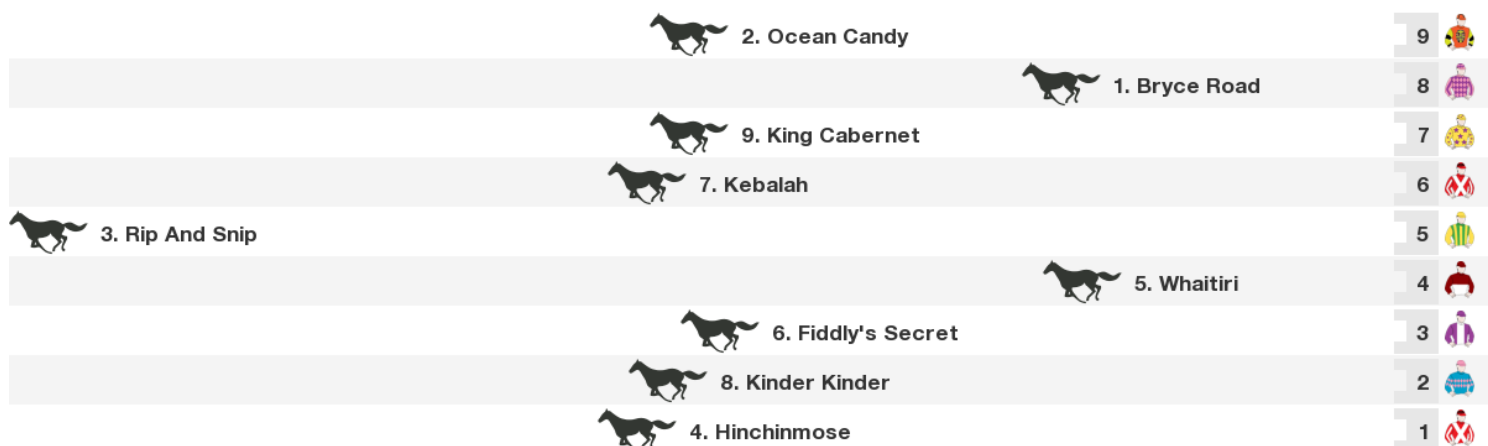 2. Ocean Candy 9
1. Bryce Road 8
9. King Cabernet 7
7. Kebalah 6
3. Rip And Snip 5
5. Whaitiri 4
6. Fiddly's Secret 3
8. Kinder Kinder 2
4. Hinchinmose 1